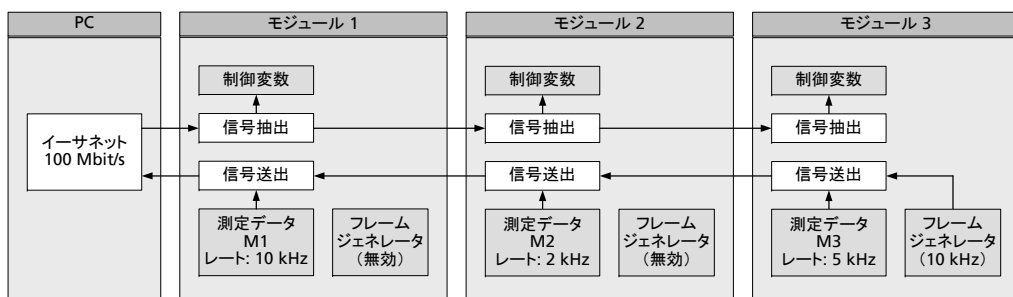 PC
モジュール 1
モジュール 2
モジュール 3
制御変数
制御変数
制御変数
イーサネット
100 Mbit/s
信号抽出
信号抽出
信号抽出
信号送出
信号送出
信号送出
測定データ
M1
レート: 10 kHz
フレーム
ジェネレータ
（無効）
測定データ
M2
レート: 2 kHz
フレーム
ジェネレータ
（無効）
測定データ
M3
レート: 5 kHz
フレーム
ジェネレータ
（10 kHz）